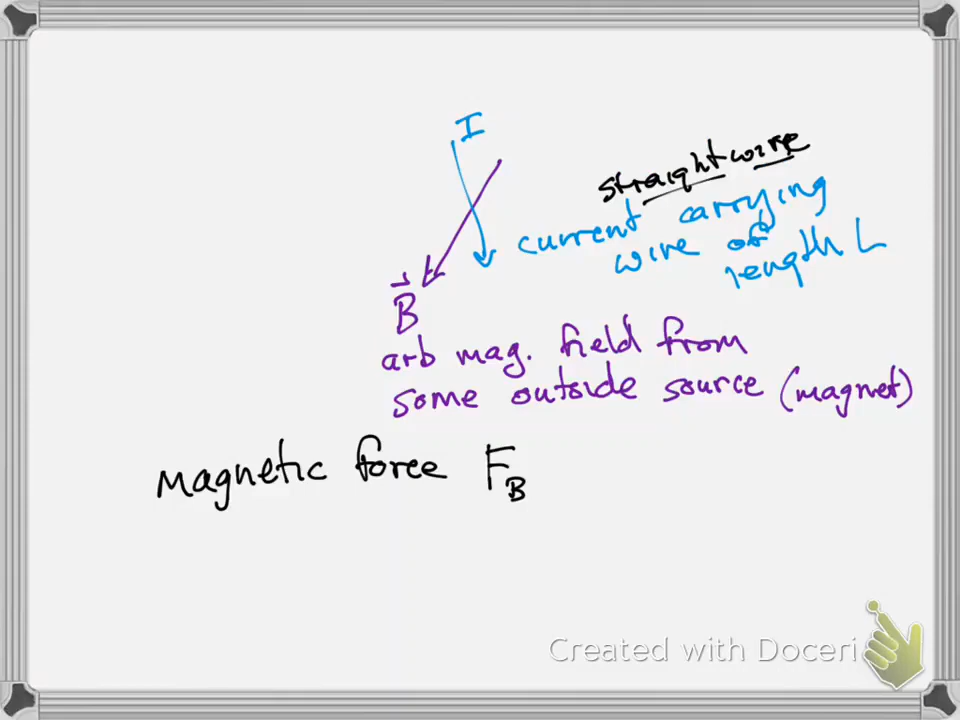 I
straight wire
current carrying
wire of
length L
B⃗
arb mag. field from
some outside source (magnet)
magnetic force F_B
Created with Doceri